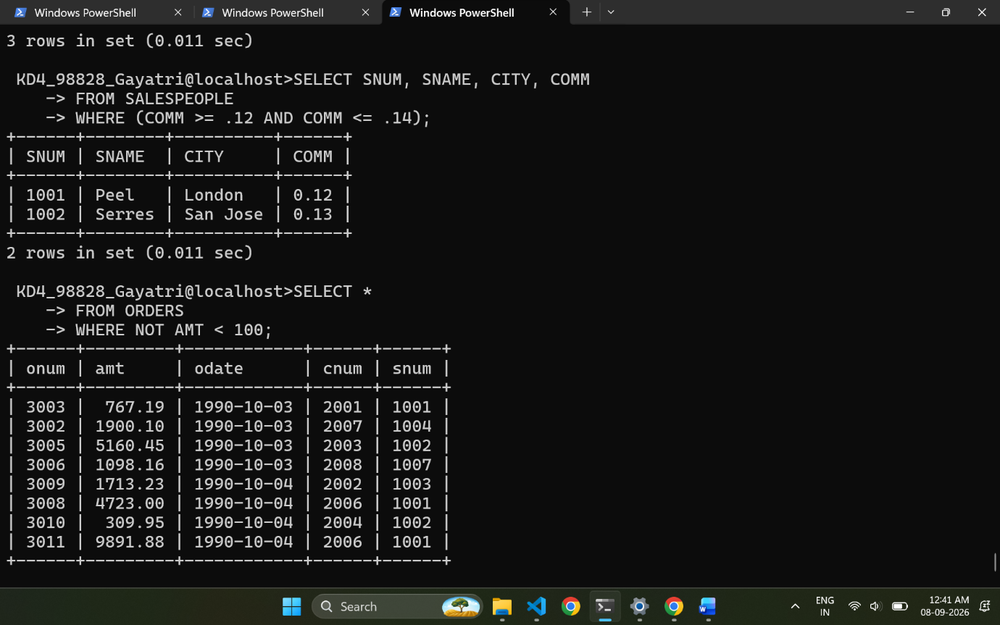 Windows PowerShell
Windows PowerShell
Windows PowerShell
3 rows in set (0.011 sec)
KD4_98828_Gayatri@localhost>SELECT SNUM, SNAME, CITY, COMM
-> FROM SALESPEOPLE
-> WHERE (COMM >= .12 AND COMM <= .14);
+------+--------+----------+------+
| SNUM | SNAME  | CITY     | COMM |
+------+--------+----------+------+
| 1001 | Peel   | London   | 0.12 |
| 1002 | Serres | San Jose | 0.13 |
+------+--------+----------+------+
2 rows in set (0.011 sec)
KD4_98828_Gayatri@localhost>SELECT *
-> FROM ORDERS
-> WHERE NOT AMT < 100;
+------+---------+------------+------+------+
| onum | amt     | odate      | cnum | snum |
+------+---------+------------+------+------+
| 3003 |  767.19 | 1990-10-03 | 2001 | 1001 |
| 3002 | 1900.10 | 1990-10-03 | 2007 | 1004 |
| 3005 | 5160.45 | 1990-10-03 | 2003 | 1002 |
| 3006 | 1098.16 | 1990-10-03 | 2008 | 1007 |
| 3009 | 1713.23 | 1990-10-04 | 2002 | 1003 |
| 3008 | 4723.00 | 1990-10-04 | 2006 | 1001 |
| 3010 |  309.95 | 1990-10-04 | 2004 | 1002 |
| 3011 | 9891.88 | 1990-10-04 | 2006 | 1001 |
+------+---------+------------+------+------+
Search
ENG
IN
12:41 AM
08-09-2026